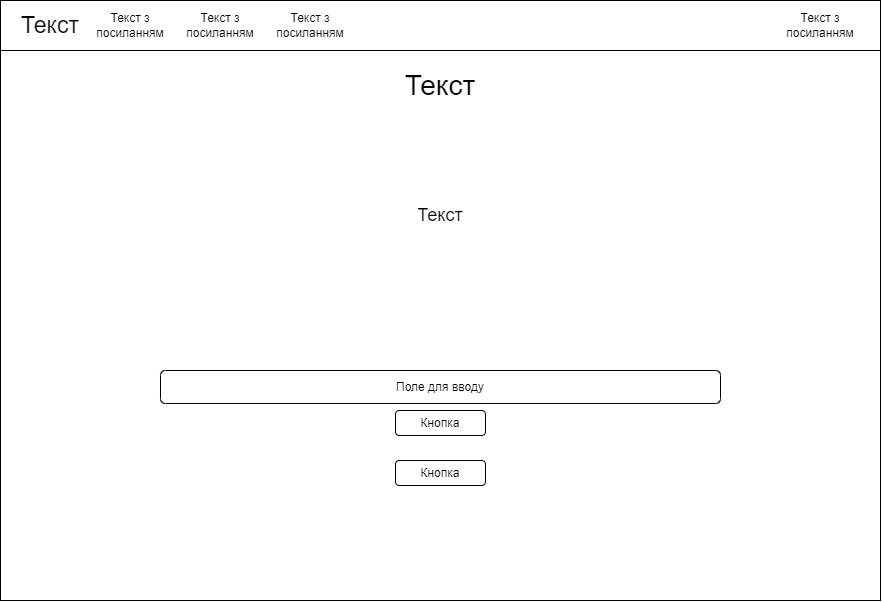 Текст
Текст з
посиланням
Текст з
посиланням
Текст з
посиланням
Текст з
посиланням
Текст
Текст
Поле для вводу
Кнопка
Кнопка